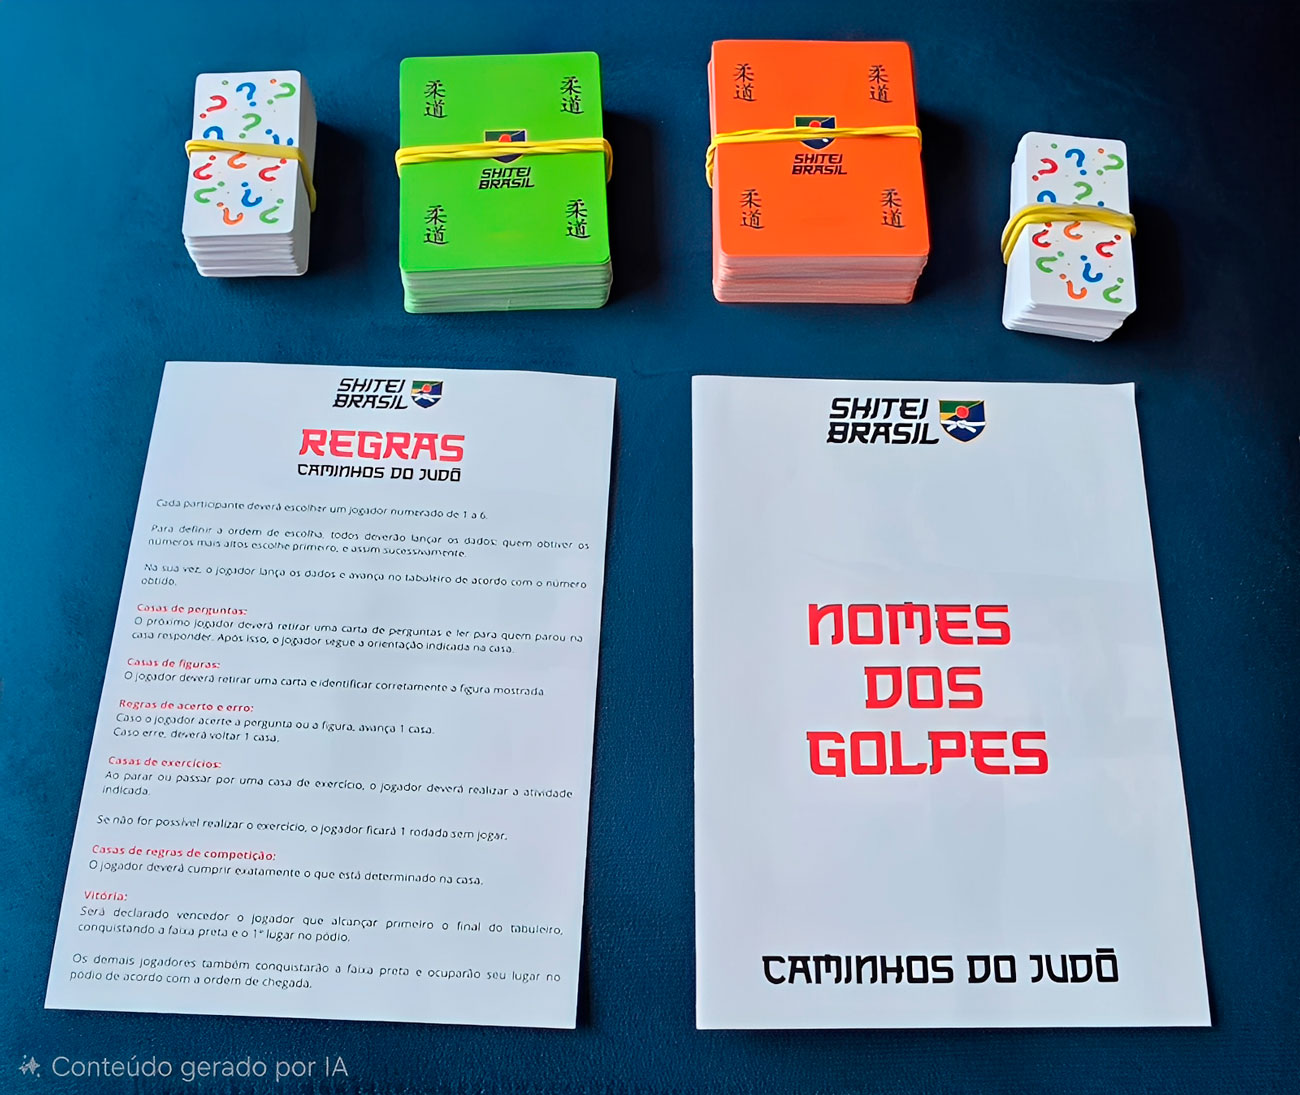 柔道
柔道
SHITEI
BRASIL
柔道
柔道
柔道
柔道
SHITEI
BRASIL
柔道
柔道
SHITEI
BRASIL
REGRAS
CAMINHOS DO JUDÔ
Cada participante deverá escolher um jogador numerado de 1 a 6.
Para definir a ordem de escolha, todos deverão lançar os dados: quem obtiver os
números mais altos escolhe primeiro, e assim sucessivamente.
Na sua vez, o jogador lança os dados e avança no tabuleiro de acordo com o número
obtido.
Casas de perguntas:
O próximo jogador deverá retirar uma carta de perguntas e ler para quem parou na
casa responder. Após isso, o jogador segue a orientação indicada na casa.
Casas de figuras:
O jogador deverá retirar uma carta e identificar corretamente a figura mostrada
Regras de acerto e erro:
Caso o jogador acerte a pergunta ou a figura, avança 1 casa.
Caso erre, deverá voltar 1 casa.
Casas de exercícios:
Ao parar ou passar por uma casa de exercício, o jogador deverá realizar a atividade
indicada.
Se não for possível realizar o exercício, o jogador ficará 1 rodada sem jogar.
Casas de regras de competição:
O jogador deverá cumprir exatamente o que está determinado na casa.
Vitória:
Será declarado vencedor o jogador que alcançar primeiro o final do tabuleiro,
conquistando a faixa preta e o 1º lugar no pódio.
Os demais jogadores também conquistarão a faixa preta e ocuparão seu lugar no
pódio de acordo com a ordem de chegada.
SHITEI
BRASIL
NOMES
DOS
GOLPES
CAMINHOS DO JUDÔ
Conteúdo gerado por IA